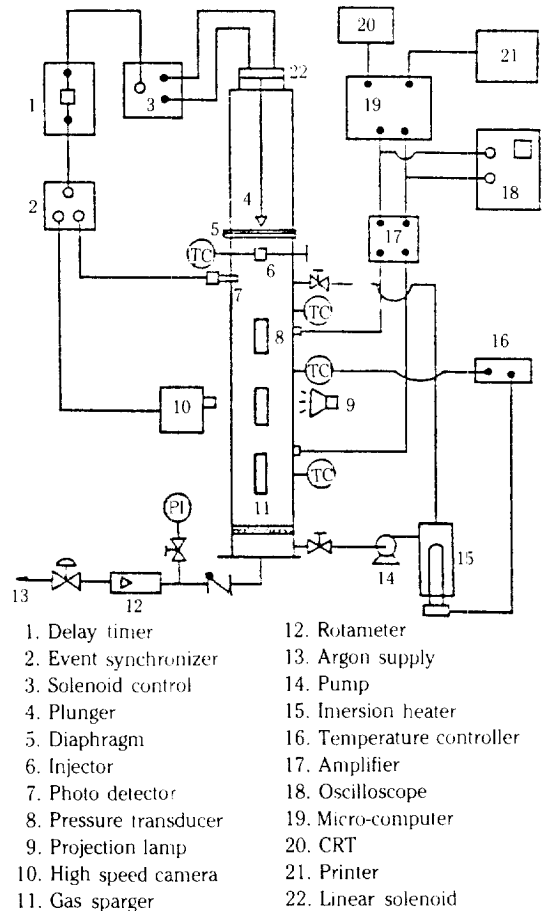 20
21
22
1
3
19
18
2
4
5
TC
6
17
7
TC
8
16
TC
10
9
TC
11
PI
15
14
13
12
1. Delay timer
2. Event synchronizer
3. Solenoid control
4. Plunger
5. Diaphragm
6. Injector
7. Photo detector
8. Pressure transducer
9. Projection lamp
10. High speed camera
11. Gas sparger
12. Rotameter
13. Argon supply
14. Pump
15. Imersion heater
16. Temperature controller
17. Amplifier
18. Oscilloscope
19. Micro-computer
20. CRT
21. Printer
22. Linear solenoid